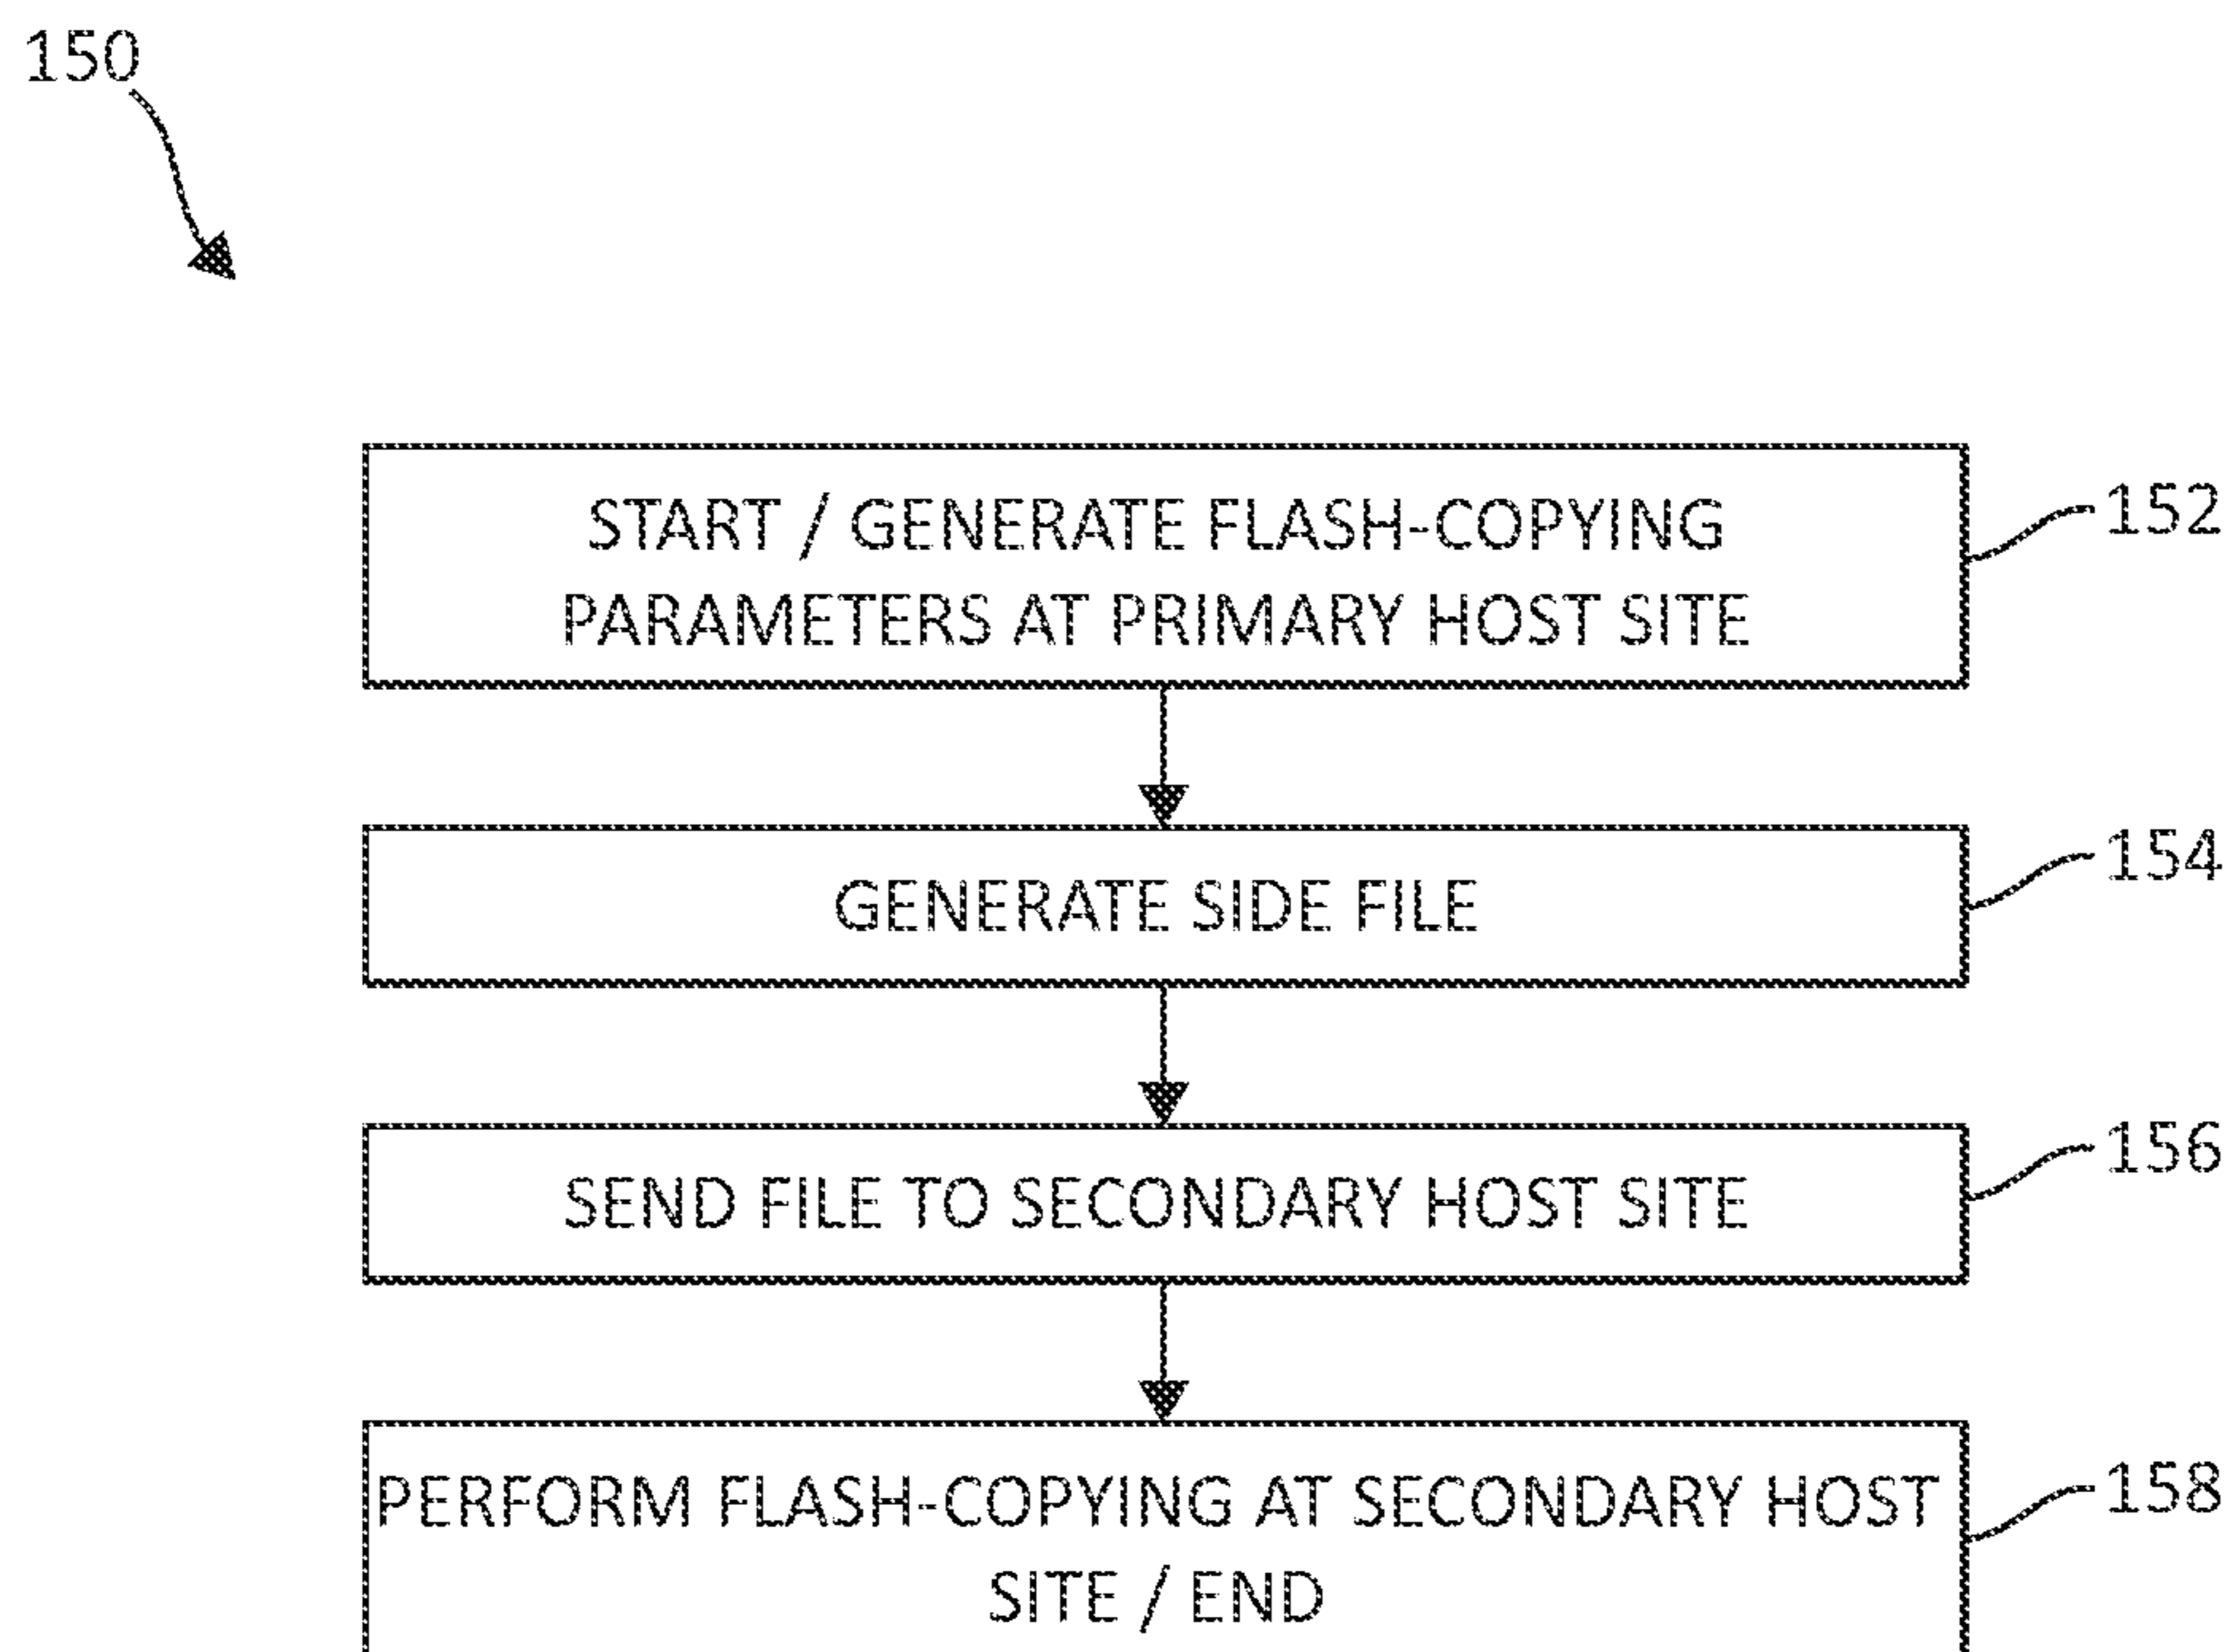 150
START / GENERATE FLASH-COPYING
PARAMETERS AT PRIMARY HOST SITE
152
GENERATE SIDE FILE
154
SEND FILE TO SECONDARY HOST SITE
156
PERFORM FLASH-COPYING AT SECONDARY HOST
SITE / END
158